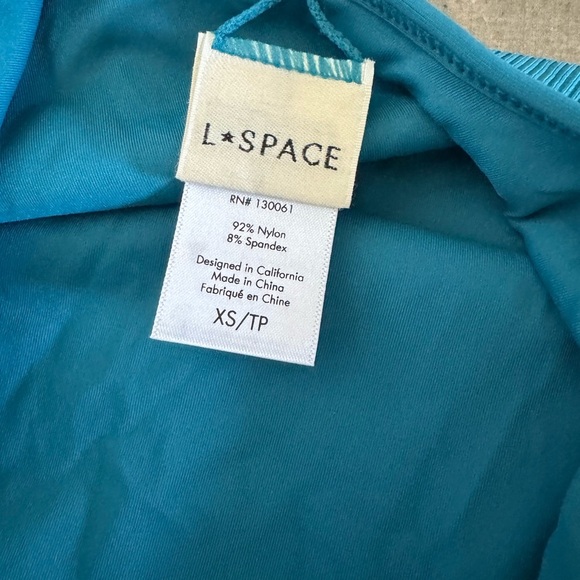 L★SPACE
RN# 130061
92% Nylon
8% Spandex
Designed in California
Made in China
Fabriqué en Chine
XS/TP